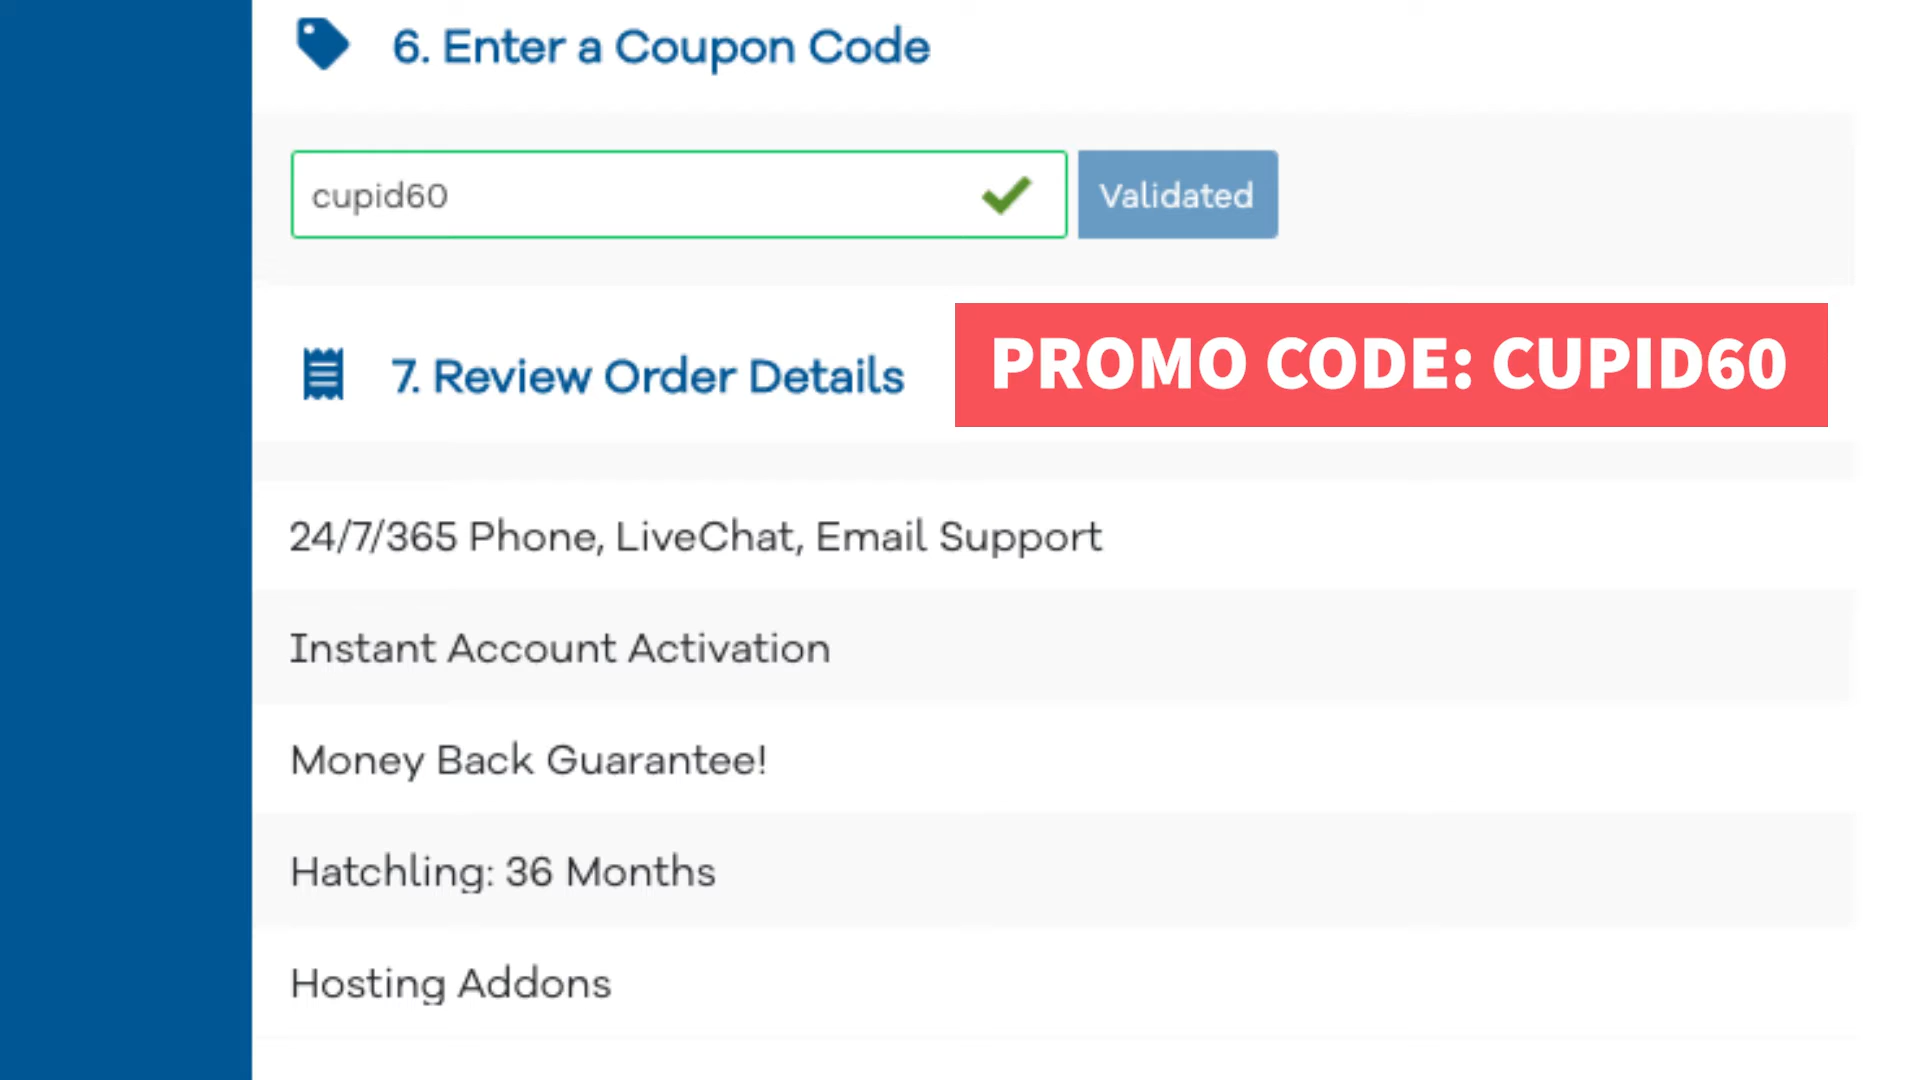 6. Enter a Coupon Code
cupid60
Validated
7. Review Order Details
PROMO CODE: CUPID60
24/7/365 Phone, LiveChat, Email Support
Instant Account Activation
Money Back Guarantee!
Hatchling: 36 Months
Hosting Addons